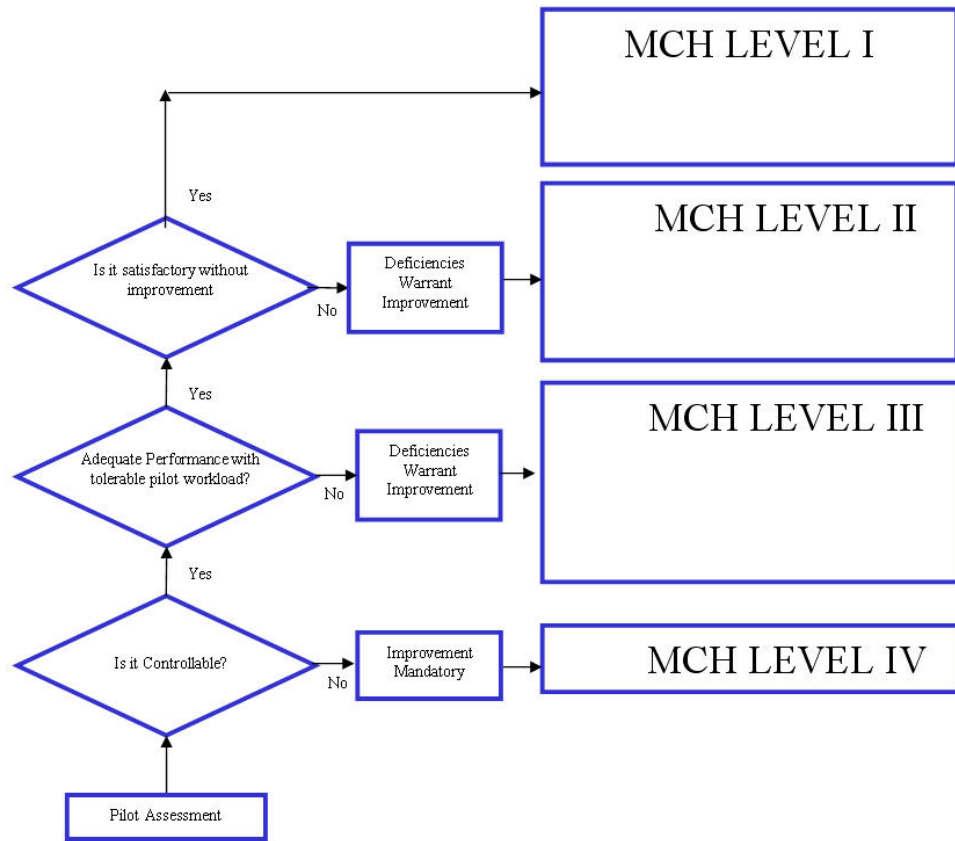 MCH LEVEL I
Yes
MCH LEVEL II
Is it satisfactory without
improvement
No
Deficiencies
Warrant
Improvement
Yes
MCH LEVEL III
Adequate Performance with
tolerable pilot workload?
No
Deficiencies
Warrant
Improvement
Yes
MCH LEVEL IV
Is it Controllable?
No
Improvement
Mandatory
Pilot Assessment